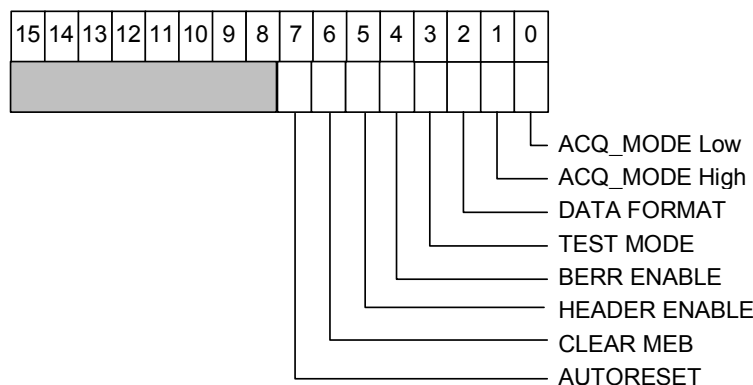 15 14 13 12 11 10 9 8 7 6 5 4 3 2 1 0
ACQ_MODE Low
ACQ_MODE High
DATA FORMAT
TEST MODE
BERR ENABLE
HEADER ENABLE
CLEAR MEB
AUTORESET